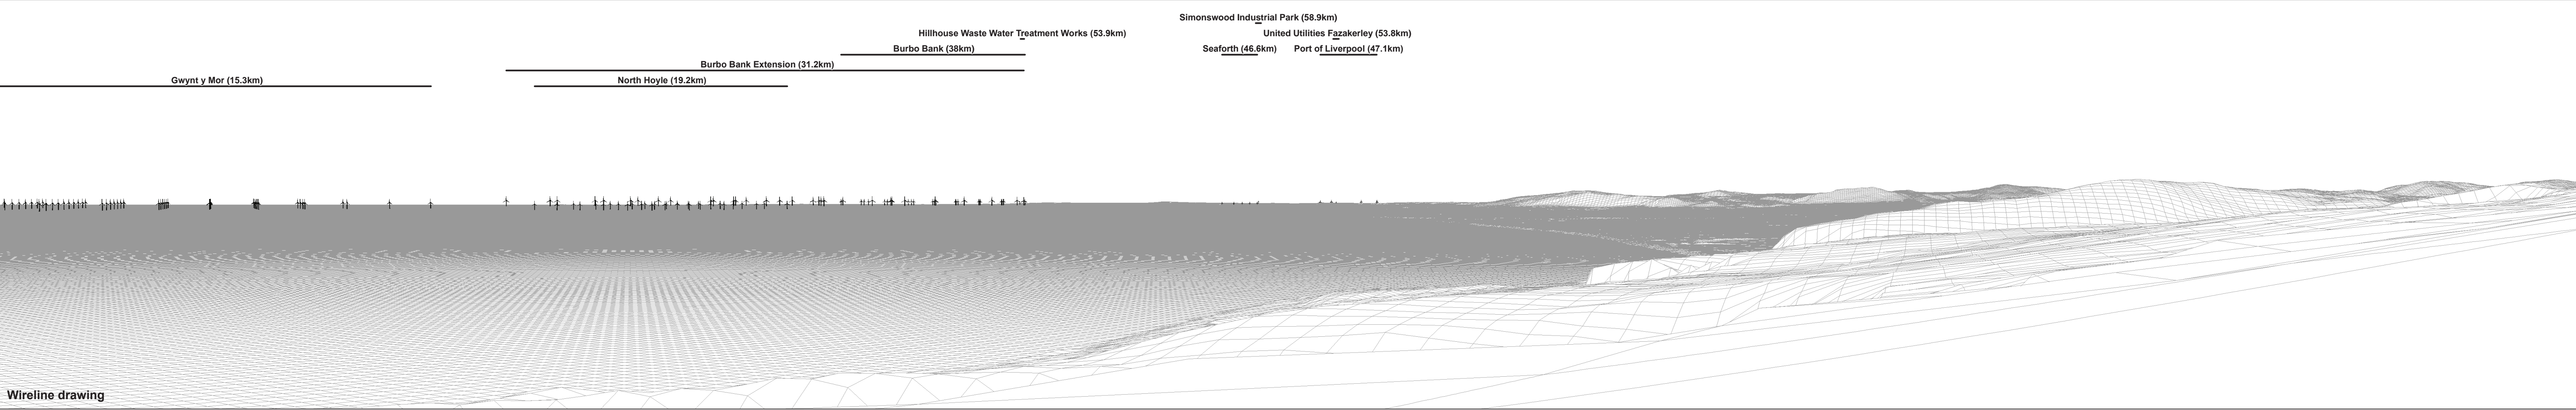 Simonswood Industrial Park (58.9km)
Hillhouse Waste Water Treatment Works (53.9km)
United Utilities Fazakerley (53.8km)
Burbo Bank (38km)
Seaforth (46.6km)
Port of Liverpool (47.1km)
Burbo Bank Extension (31.2km)
Gwynt y Mor (15.3km)
North Hoyle (19.2km)
Wireline drawing